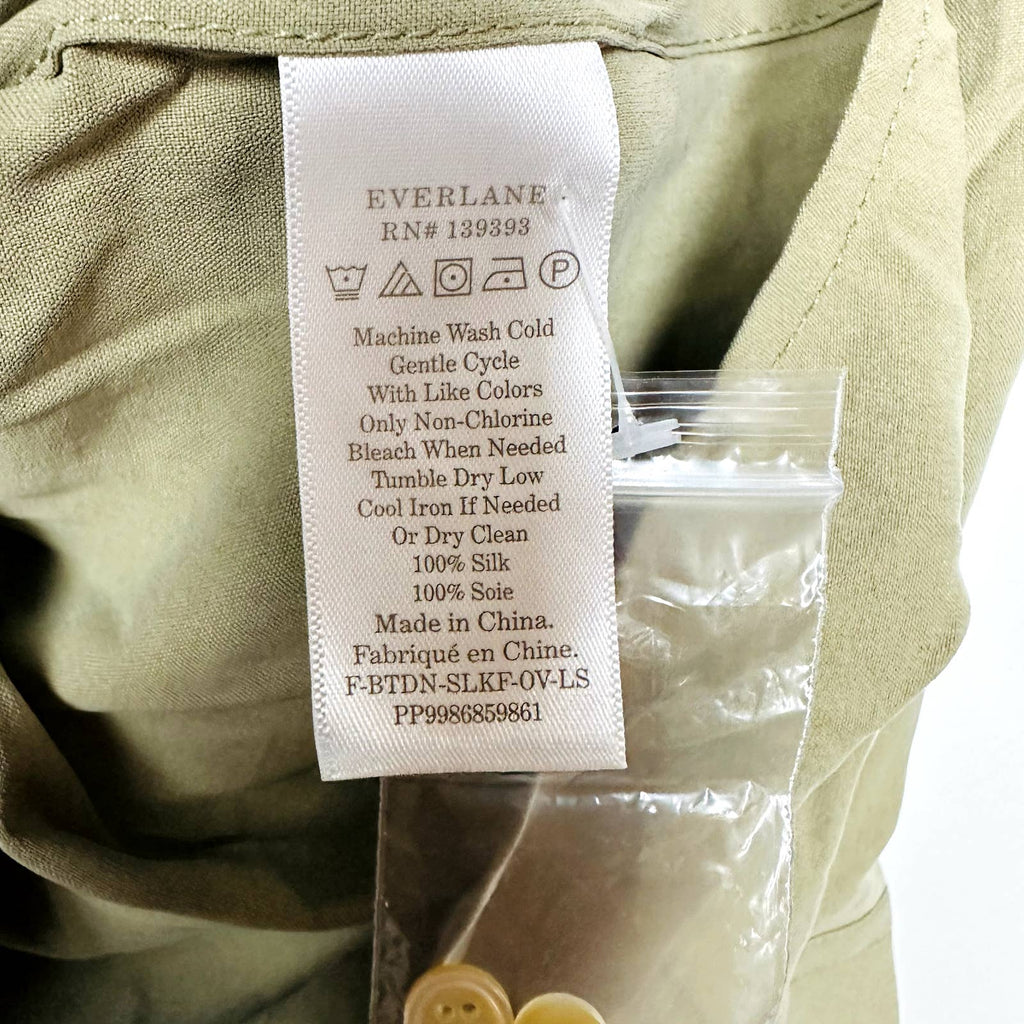 EVERLANE
RN# 139393
P
Machine Wash Cold
Gentle Cycle
With Like Colors
Only Non-Chlorine
Bleach When Needed
Tumble Dry Low
Cool Iron If Needed
Or Dry Clean
100% Silk
100% Soie
Made in China.
Fabriqué en Chine.
F-BTDN-SLKF-OV-LS
PP9986859861